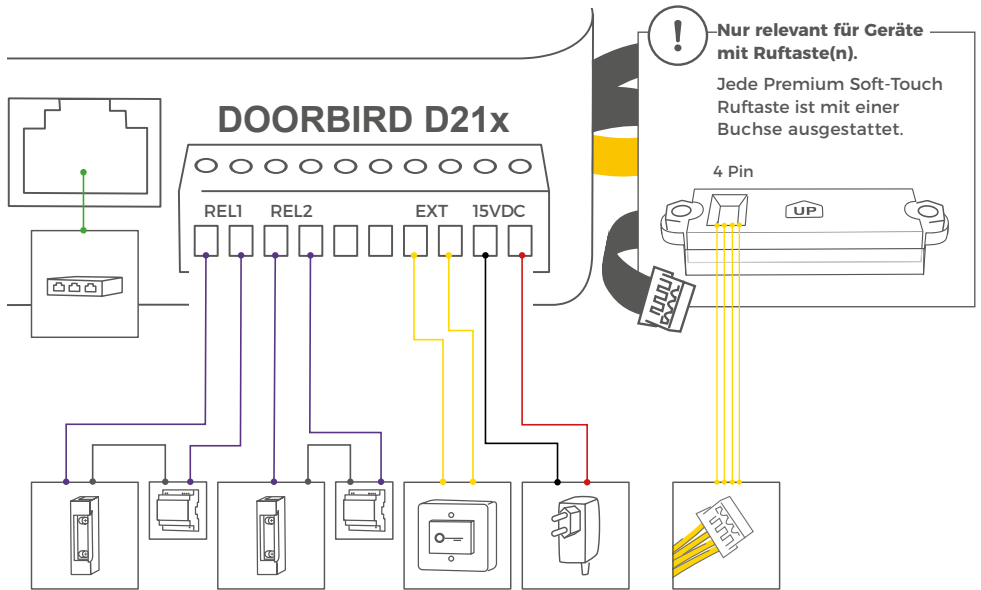 DOORBIRD D21x
REL1 REL2 EXT 15VDC
!
Nur relevant für Geräte
mit Ruftaste(n).
Jede Premium Soft-Touch
Ruftaste ist mit einer
Buchse ausgestattet.
4 Pin
UP